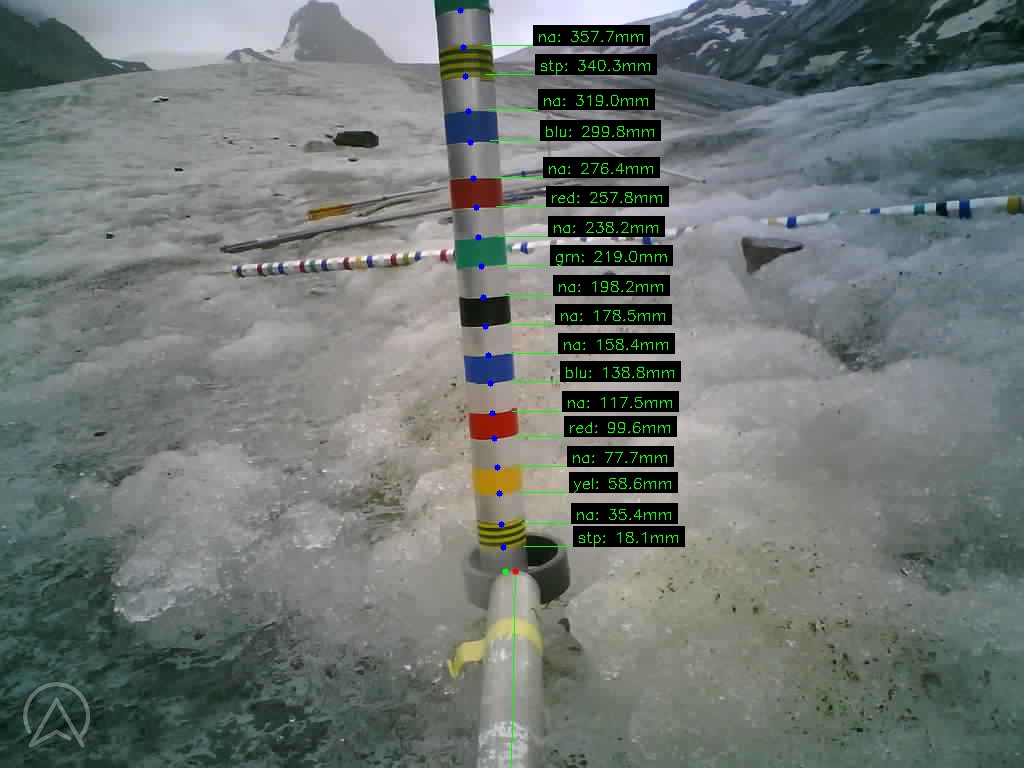 na: 357.7mm
stp: 340.3mm
na: 319.0mm
blu: 299.8mm
na: 276.4mm
red: 257.8mm
na: 238.2mm
grn: 219.0mm
na: 198.2mm
na: 178.5mm
na: 158.4mm
blu: 138.8mm
na: 117.5mm
red: 99.6mm
na: 77.7mm
yel: 58.6mm
na: 35.4mm
stp: 18.1mm